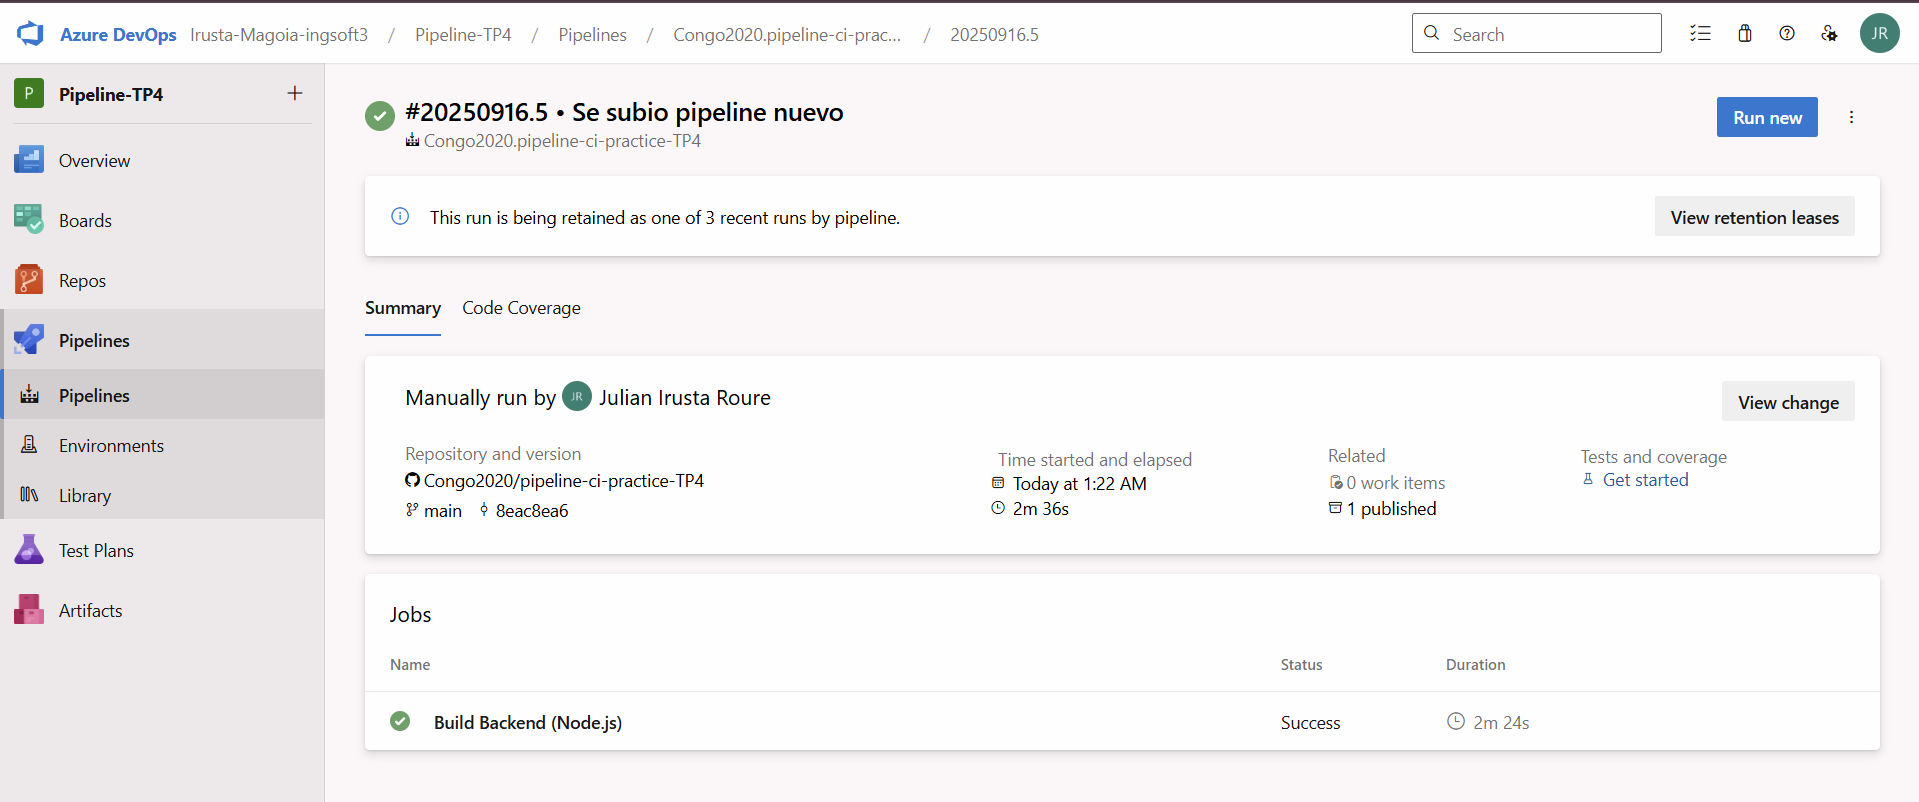 Azure DevOps Irusta-Magoia-ingsoft3 / Pipeline-TP4 / Pipelines / Congo2020.pipeline-ci-prac... / 20250916.5
Search
JR
P Pipeline-TP4 +
Overview
Boards
Repos
Pipelines
Pipelines
Environments
Library
Test Plans
Artifacts
#20250916.5 • Se subio pipeline nuevo
Congo2020.pipeline-ci-practice-TP4
Run new
This run is being retained as one of 3 recent runs by pipeline.
View retention leases
Summary Code Coverage
Manually run by JR Julian Irusta Roure
View change
Repository and version
Congo2020/pipeline-ci-practice-TP4
main 8eac8ea6
Time started and elapsed
Today at 1:22 AM
2m 36s
Related
0 work items
1 published
Tests and coverage
Get started
Jobs
Name Status Duration
Build Backend (Node.js) Success 2m 24s